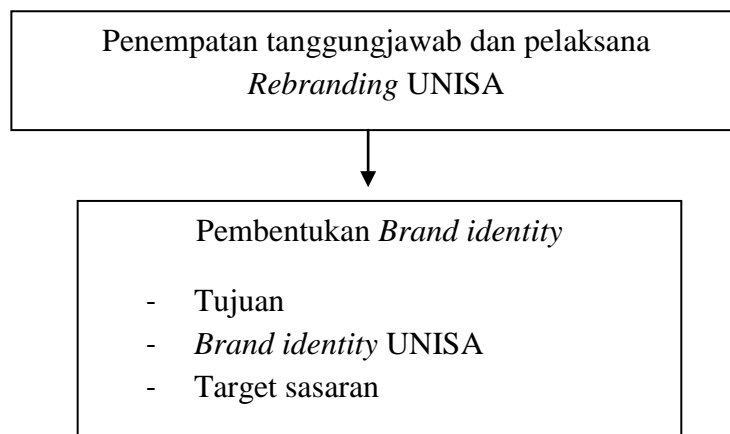 Penempatan tanggungjawab dan pelaksana
Rebranding UNISA
Pembentukan Brand identity
- Tujuan
- Brand identity UNISA
- Target sasaran